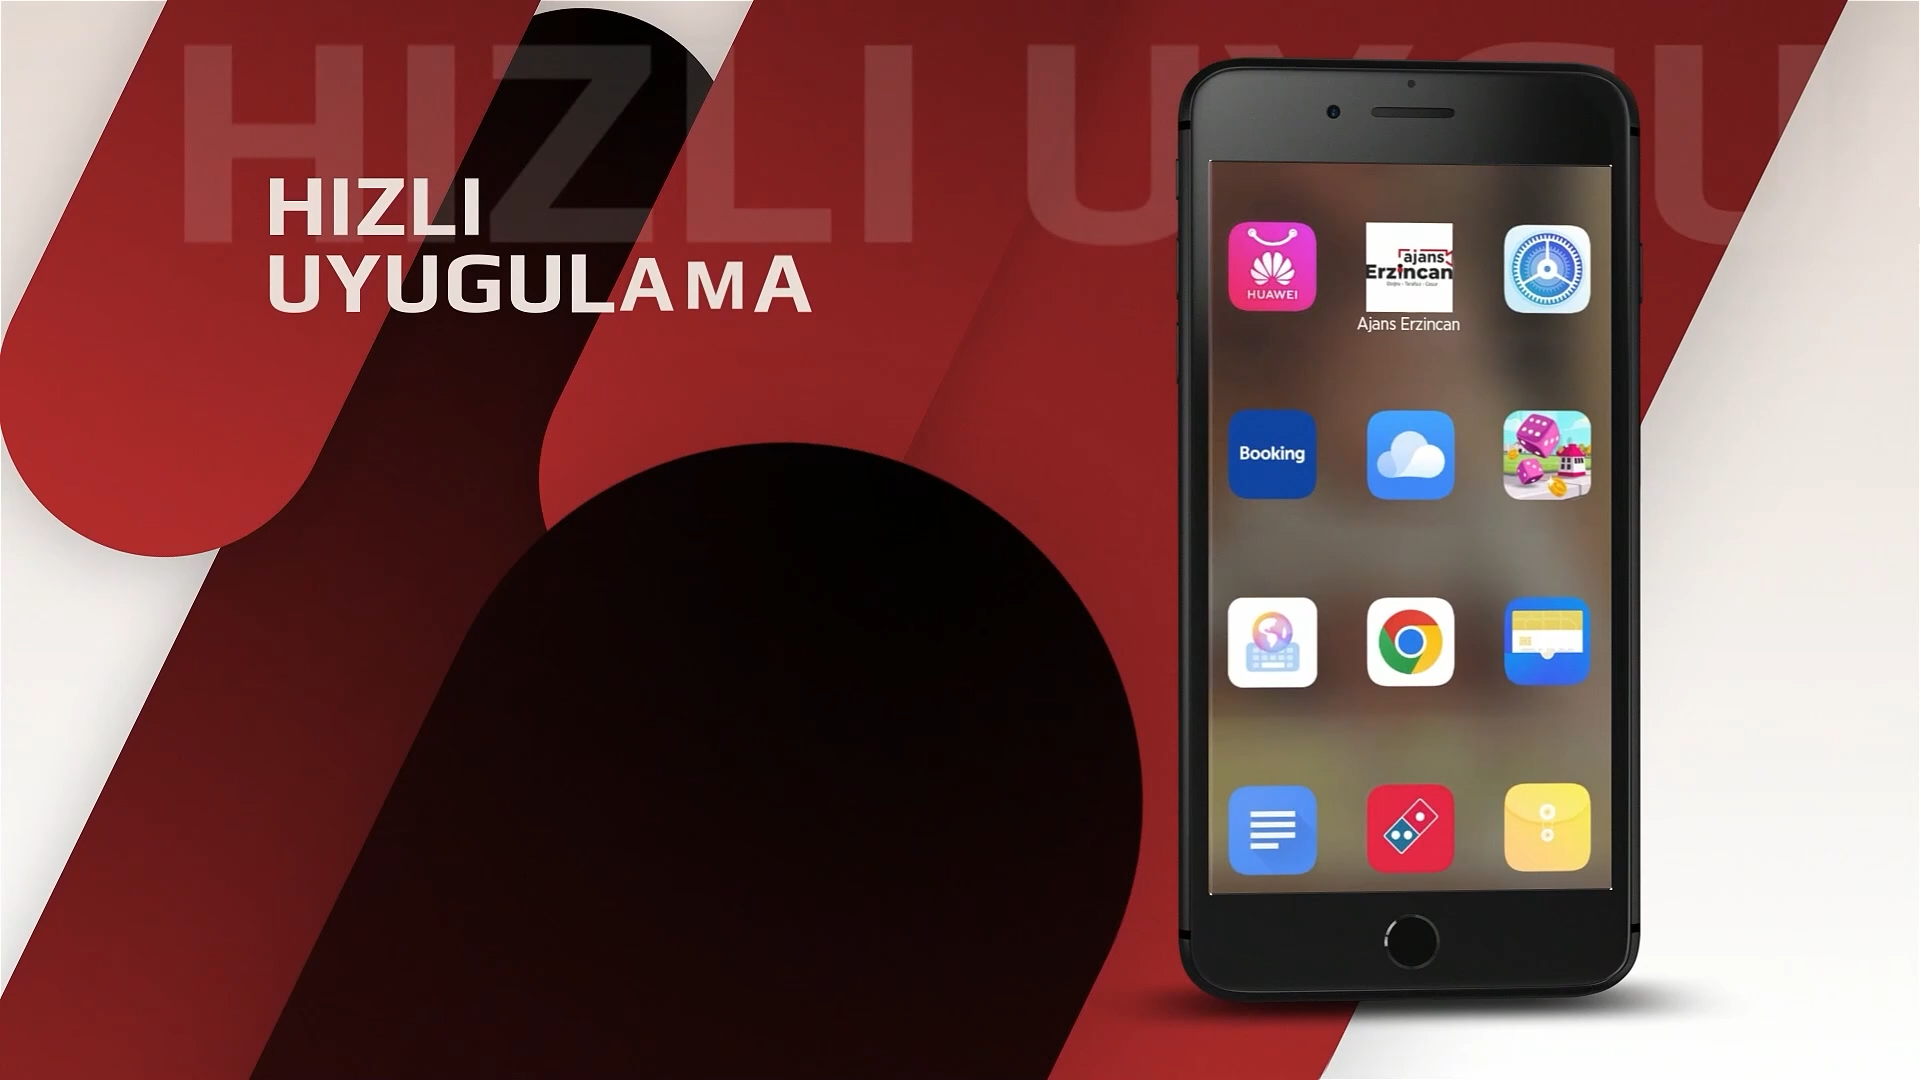 HIZLI UYGU
HIZLI
UYUGULAMA
HUAWEI
ajans
Erzincan
Ajans Erzincan
Booking